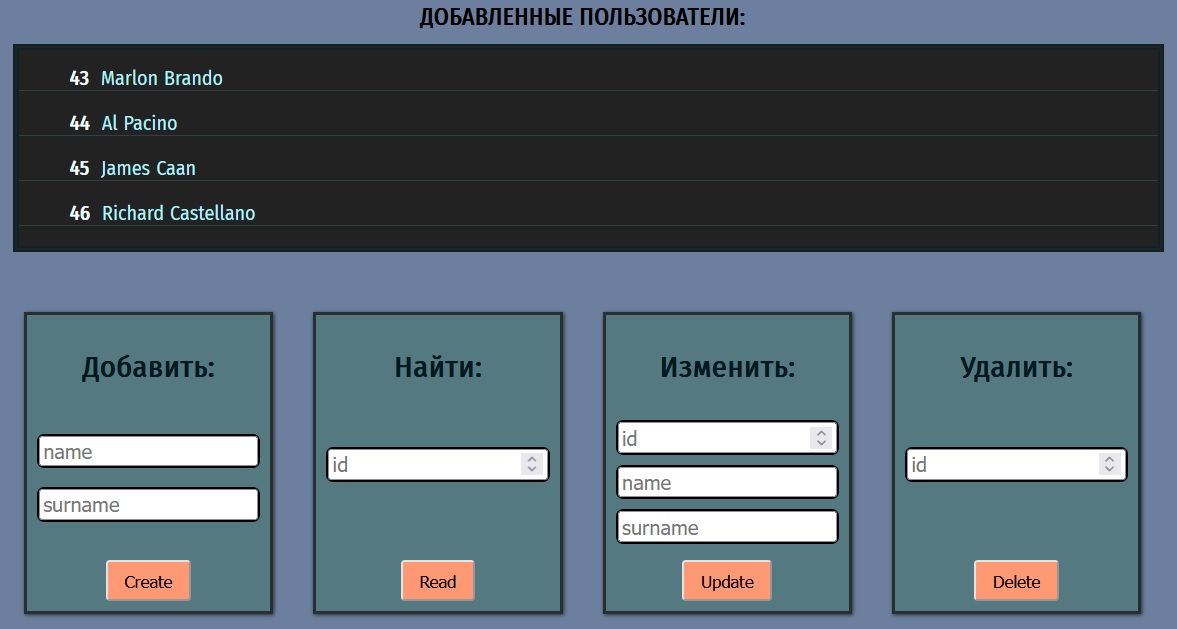 ДОБАВЛЕННЫЕ ПОЛЬЗОВАТЕЛИ:
43 Marlon Brando
44 Al Pacino
45 James Caan
46 Richard Castellano
Добавить:
name
surname
Create
Найти:
id
Read
Изменить:
id
name
surname
Update
Удалить:
id
Delete